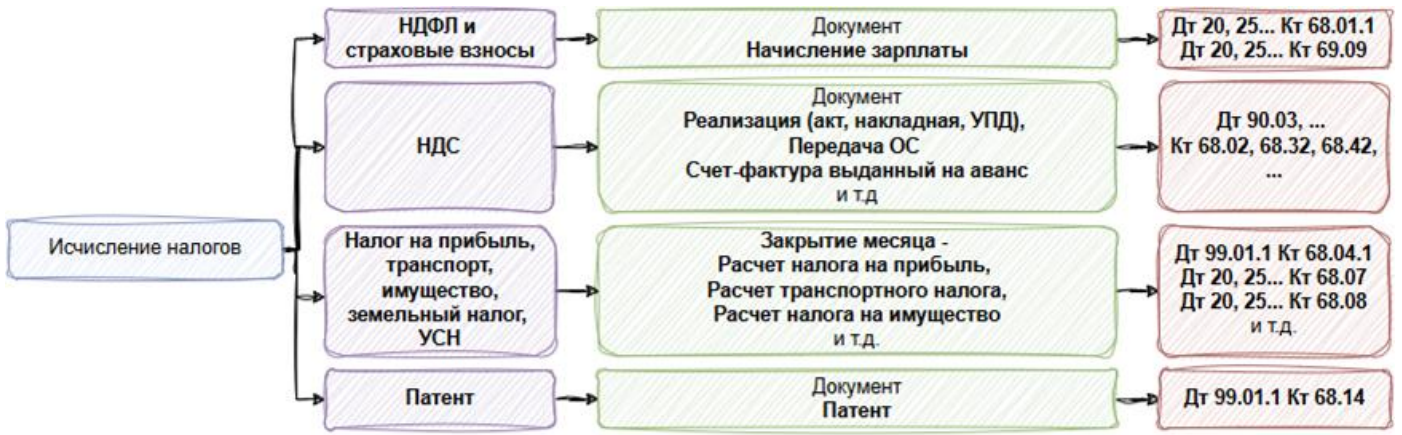 Исчисление налогов
НДФЛ и
страховые взносы
Документ
Начисление зарплаты
Дт 20, 25... Кт 68.01.1
Дт 20, 25... Кт 69.09
НДС
Документ
Реализация (акт, накладная, УПД),
Передача ОС
Счет-фактура выданный на аванс
и т.д
Дт 90.03, ...
Кт 68.02, 68.32, 68.42,
...
Налог на прибыль,
транспорт,
имущество,
земельный налог,
УСН
Закрытие месяца -
Расчет налога на прибыль,
Расчет транспортного налога,
Расчет налога на имущество
и т.д.
Дт 99.01.1 Кт 68.04.1
Дт 20, 25... Кт 68.07
Дт 20, 25... Кт 68.08
и т.д.
Патент
Документ
Патент
Дт 99.01.1 Кт 68.14